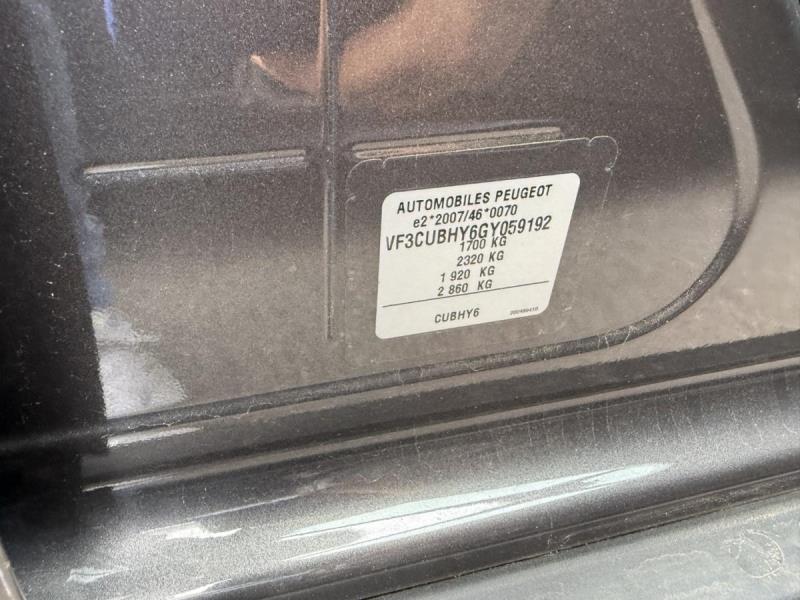 AUTOMOBILES PEUGEOT
e2*2007/46*0070
VF3CUBHY6GY059192
1700 KG
2320 KG
1 920 KG
2 860 KG
CUBHY6